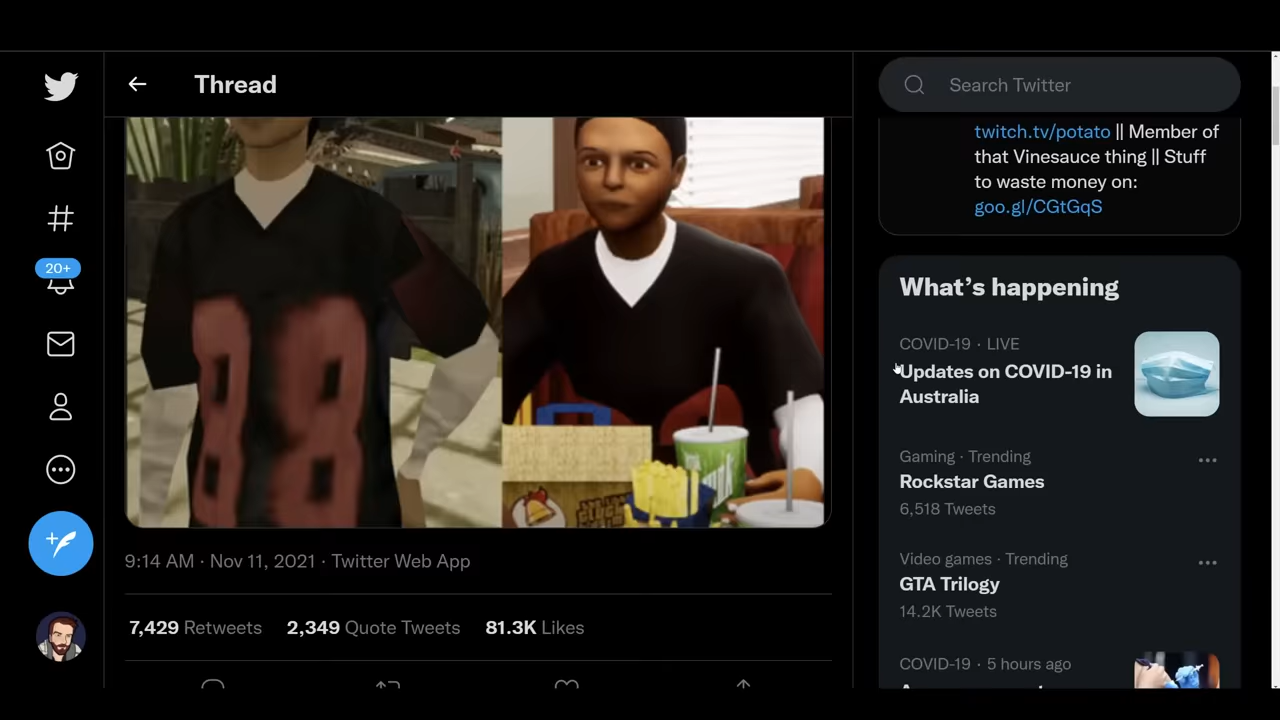 Thread
Search Twitter
twitch.tv/potato || Member of
that Vinesauce thing || Stuff
to waste money on:
goo.gl/CGtGqS
20+
What's happening
COVID-19 · LIVE
Updates on COVID-19 in
Australia
Gaming · Trending
Rockstar Games
6,518 Tweets
Video games · Trending
GTA Trilogy
14.2K Tweets
COVID-19 · 5 hours ago
88
9:14 AM · Nov 11, 2021 · Twitter Web App
7,429 Retweets 2,349 Quote Tweets 81.3K Likes